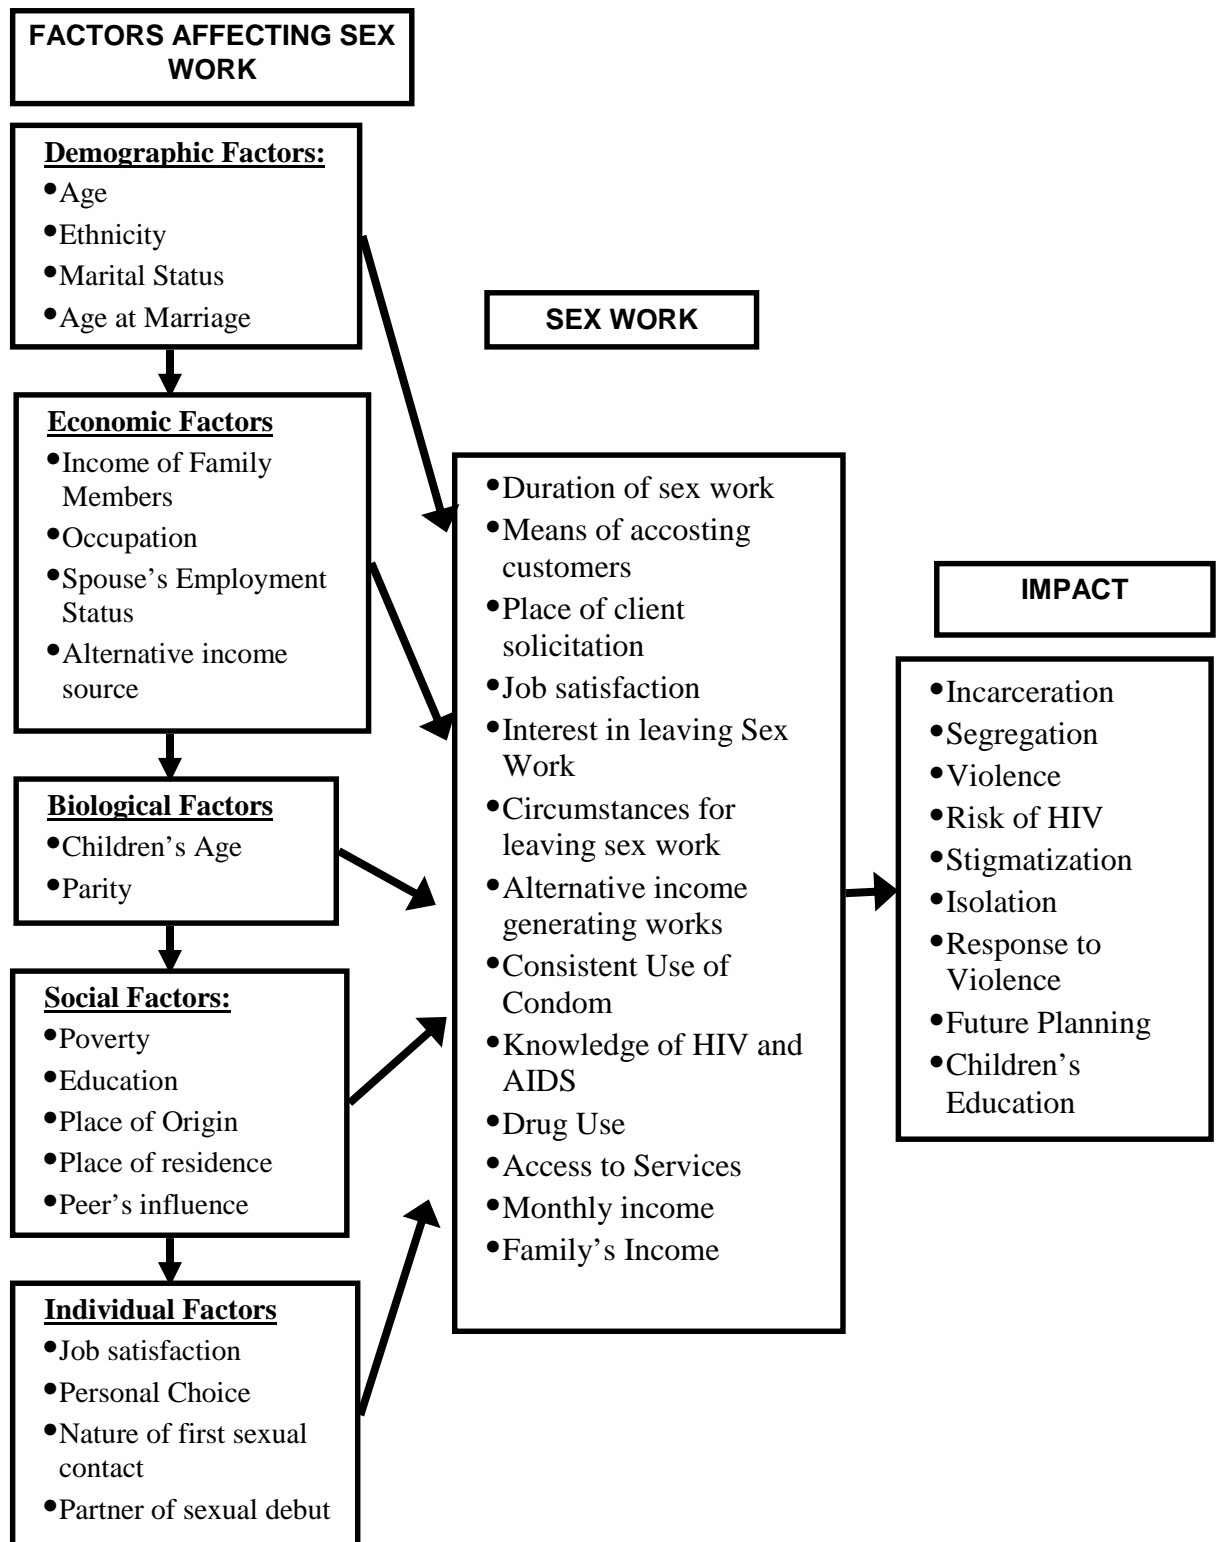 FACTORS AFFECTING SEX
WORK
Demographic Factors:
•Age
•Ethnicity
•Marital Status
•Age at Marriage
Economic Factors
•Income of Family
Members
•Occupation
•Spouse’s Employment
Status
•Alternative income
source
Biological Factors
•Children’s Age
•Parity
Social Factors:
•Poverty
•Education
•Place of Origin
•Place of residence
•Peer’s influence
Individual Factors
•Job satisfaction
•Personal Choice
•Nature of first sexual
contact
•Partner of sexual debut
SEX WORK
•Duration of sex work
•Means of accosting
customers
•Place of client
solicitation
•Job satisfaction
•Interest in leaving Sex
Work
•Circumstances for
leaving sex work
•Alternative income
generating works
•Consistent Use of
Condom
•Knowledge of HIV and
AIDS
•Drug Use
•Access to Services
•Monthly income
•Family’s Income
IMPACT
•Incarceration
•Segregation
•Violence
•Risk of HIV
•Stigmatization
•Isolation
•Response to
Violence
•Future Planning
•Children’s
Education